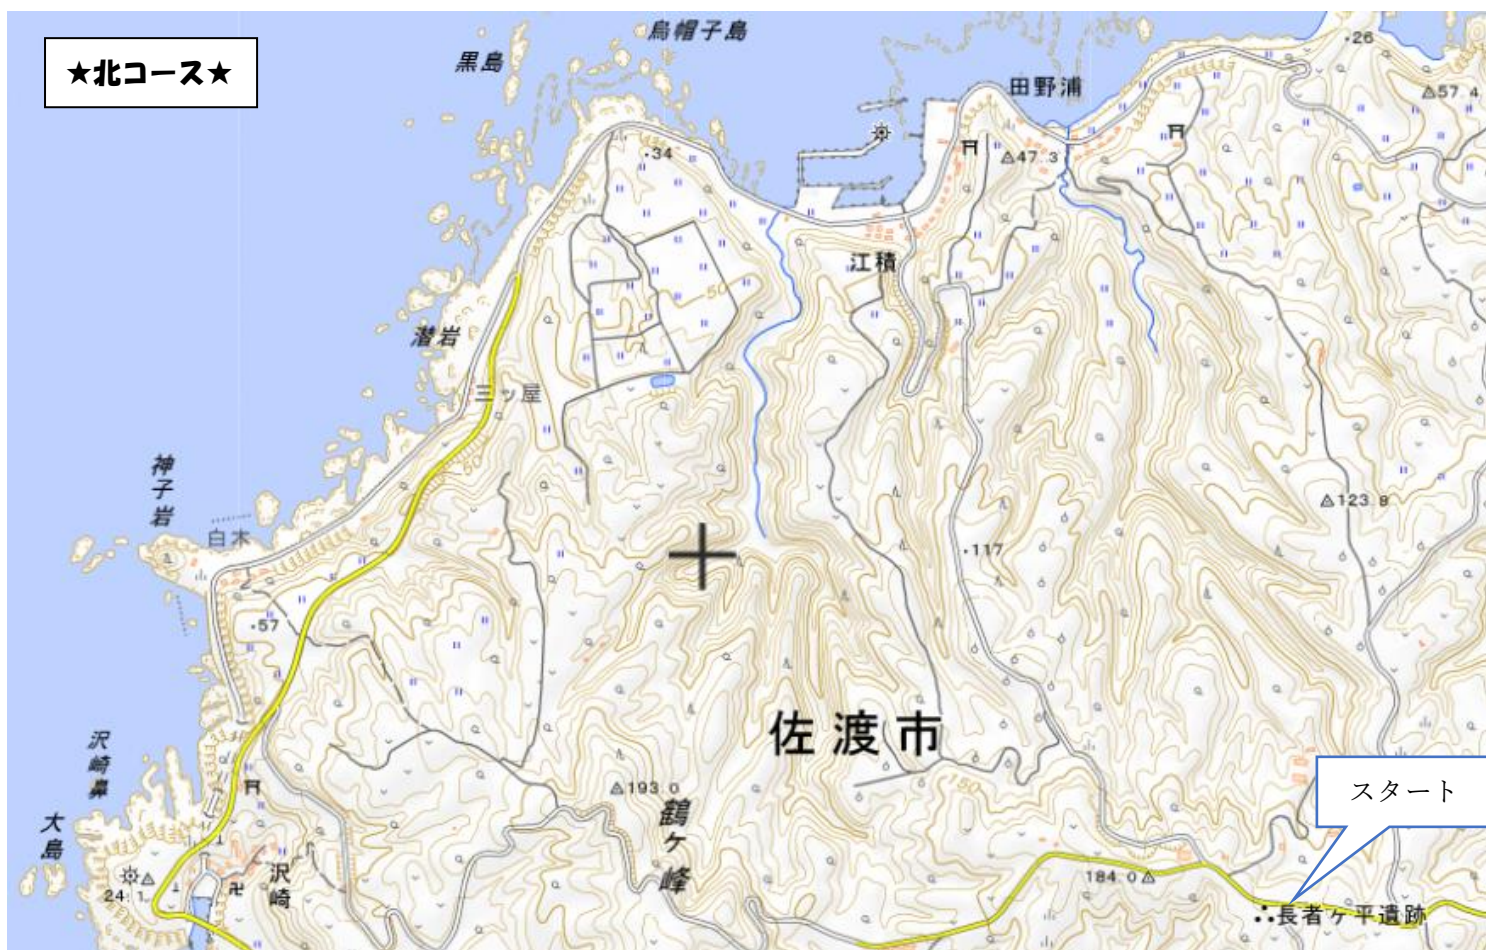 ★北コース★
烏帽子島
黒島
・26
田野浦
△57.4
・34
△47.3
江積
50
潜岩
三ッ屋
50
神子岩
白木
△123.8
・117
・57
佐渡市
沢崎鼻
150
スタート
△193.0
鶴ヶ峰
大島
沢崎
24.1
184.0△
∴長者ヶ平遺跡